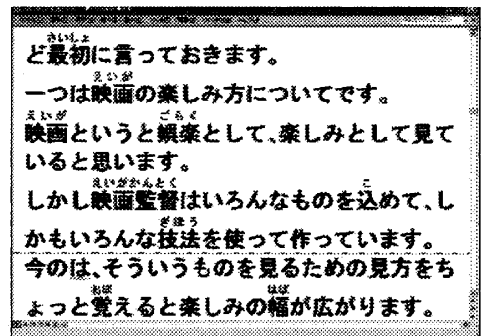 ど最初に言っておきます。
一つは映画の楽しみ方についてです。
映画というと娯楽として、楽しみとして見て
いると思います。
しかし映画監督はいろんなものを込めて、し
かもいろんな技法を使って作っています。
今のは、そういうものを見るための見方をち
ょっと覚えると楽しみの幅が広がります。